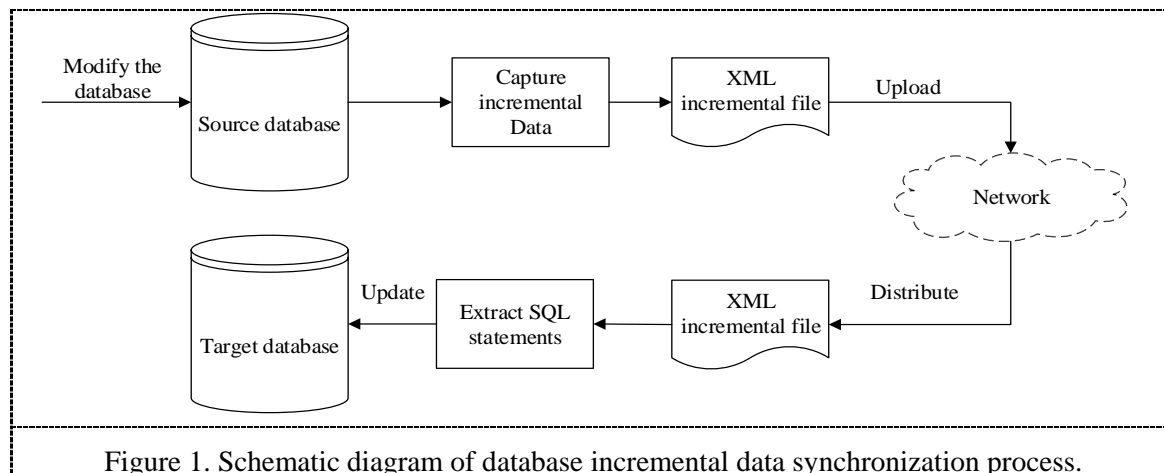 Modify the
database
Source database
Capture
incremental
Data
XML
incremental file
Upload
Network
Distribute
XML
incremental file
Extract SQL
statements
Update
Target database
Figure 1. Schematic diagram of database incremental data synchronization process.